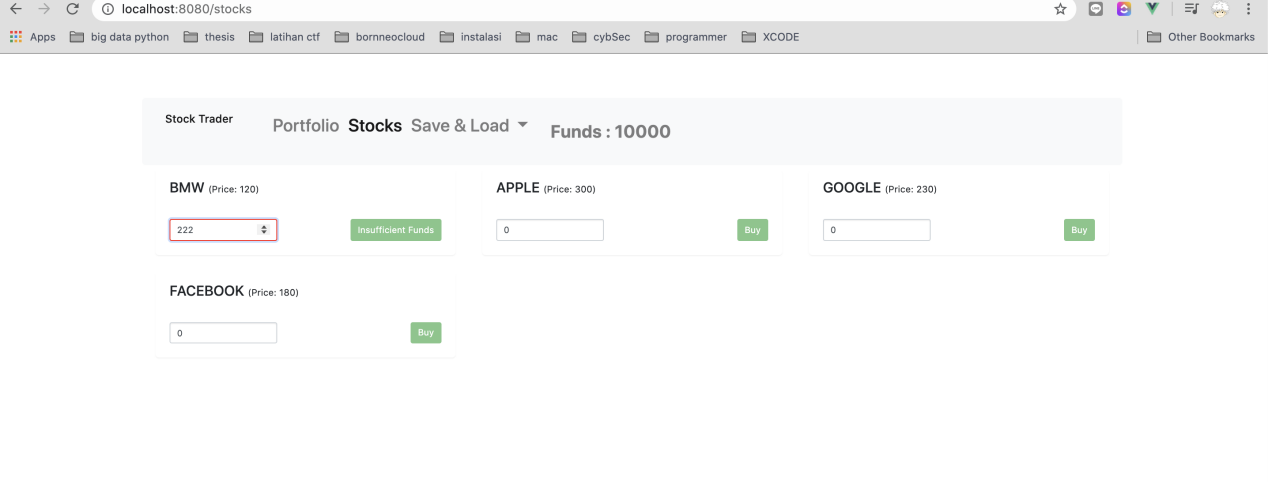 localhost:8080/stocks
Apps big data python thesis latihan ctf bornneocloud instalasi mac cybSec programmer XCODE Other Bookmarks
Stock Trader Portfolio Stocks Save & Load Funds : 10000
BMW (Price: 120) APPLE (Price: 300) GOOGLE (Price: 230)
222 Insufficient Funds 0 Buy 0 Buy
FACEBOOK (Price: 180)
0 Buy